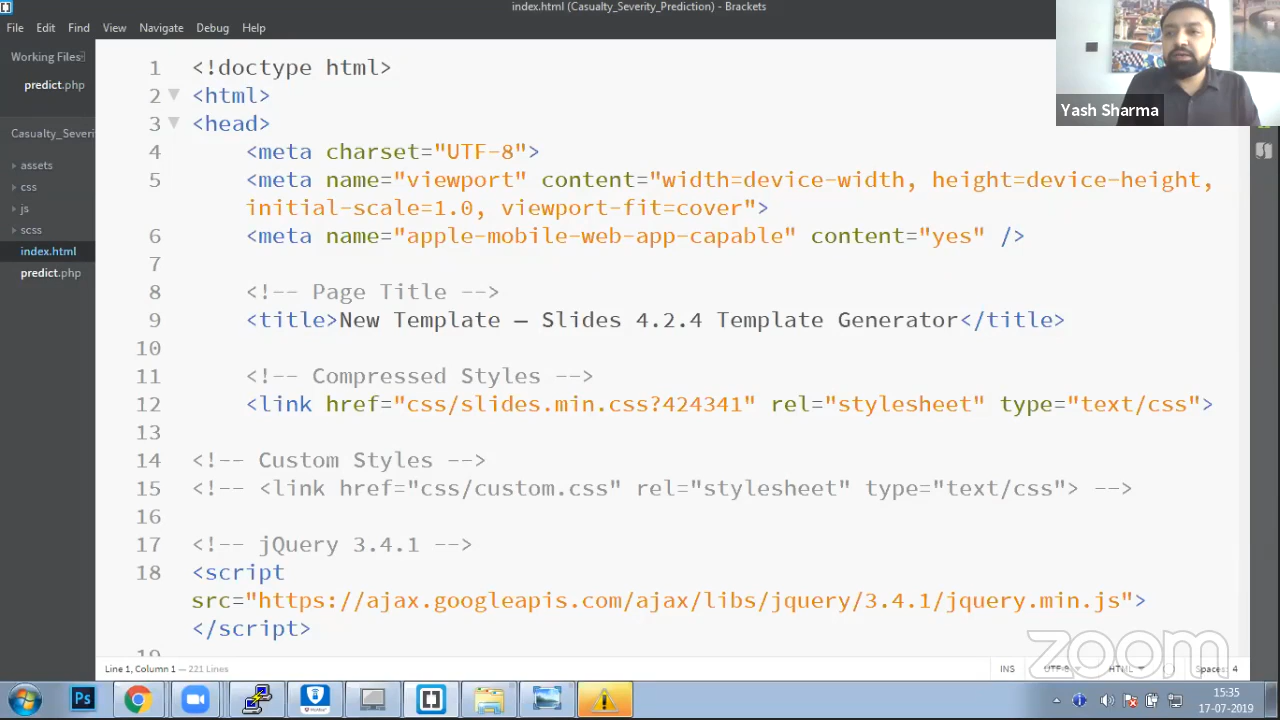 index.html (Casualty_Severity_Prediction) - Brackets
File Edit Find View Navigate Debug Help
Working Files
predict.php
Casualty_Severi
assets
css
js
scss
index.html
predict.php
1 <!doctype html>
2 <html>
3 <head>
4 <meta charset="UTF-8">
5 <meta name="viewport" content="width=device-width, height=device-height,
initial-scale=1.0, viewport-fit=cover">
6 <meta name="apple-mobile-web-app-capable" content="yes" />
7
8 <!-- Page Title -->
9 <title>New Template — Slides 4.2.4 Template Generator</title>
10
11 <!-- Compressed Styles -->
12 <link href="css/slides.min.css?424341" rel="stylesheet" type="text/css">
13
14 <!-- Custom Styles -->
15 <!-- <link href="css/custom.css" rel="stylesheet" type="text/css"> -->
16
17 <!-- jQuery 3.4.1 -->
18 <script
src="https://ajax.googleapis.com/ajax/libs/jquery/3.4.1/jquery.min.js">
</script>
19
Yash Sharma
Line 1, Column 1 — 221 Lines
INS UTF-8 HTML Spaces: 4
zoom
Ps
15:35
17-07-2019